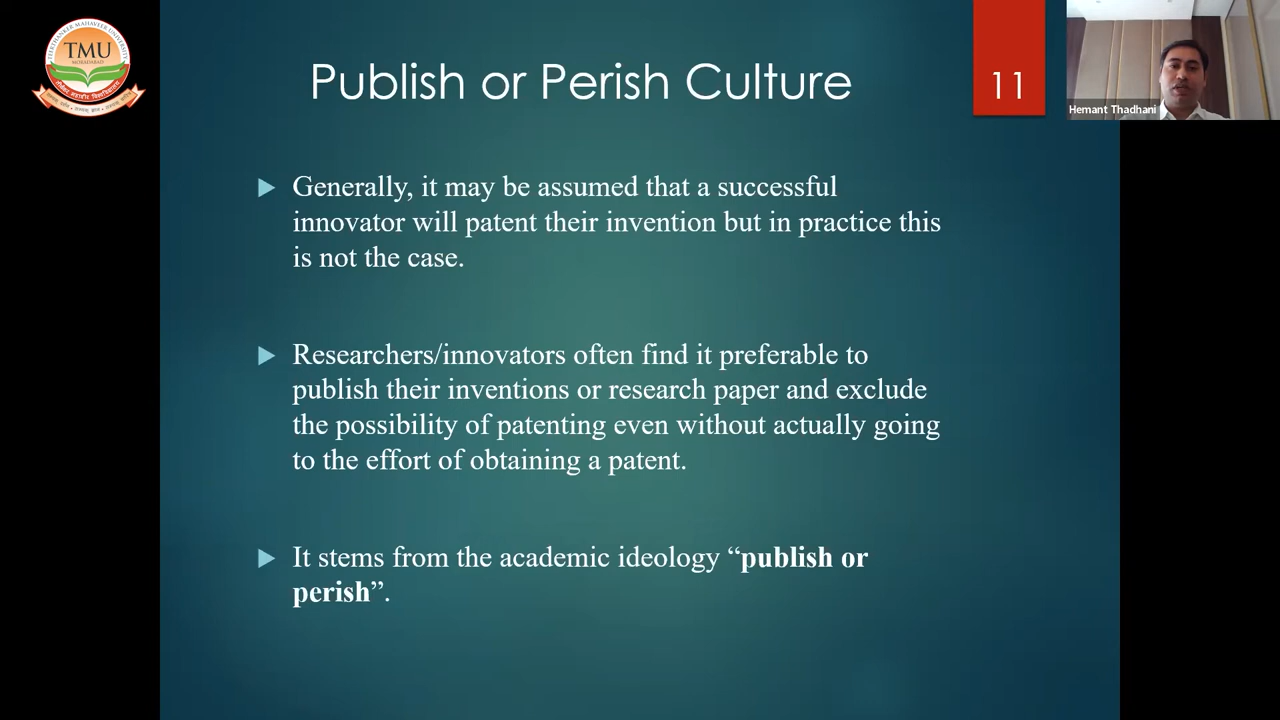 TEERTHANKER MAHAVEER UNIVERSITY
TMU
MORADABAD
Publish or Perish Culture
11
Hemant Thadhani
Generally, it may be assumed that a successful
innovator will patent their invention but in practice this
is not the case.
Researchers/innovators often find it preferable to
publish their inventions or research paper and exclude
the possibility of patenting even without actually going
to the effort of obtaining a patent.
It stems from the academic ideology “publish or
perish”.